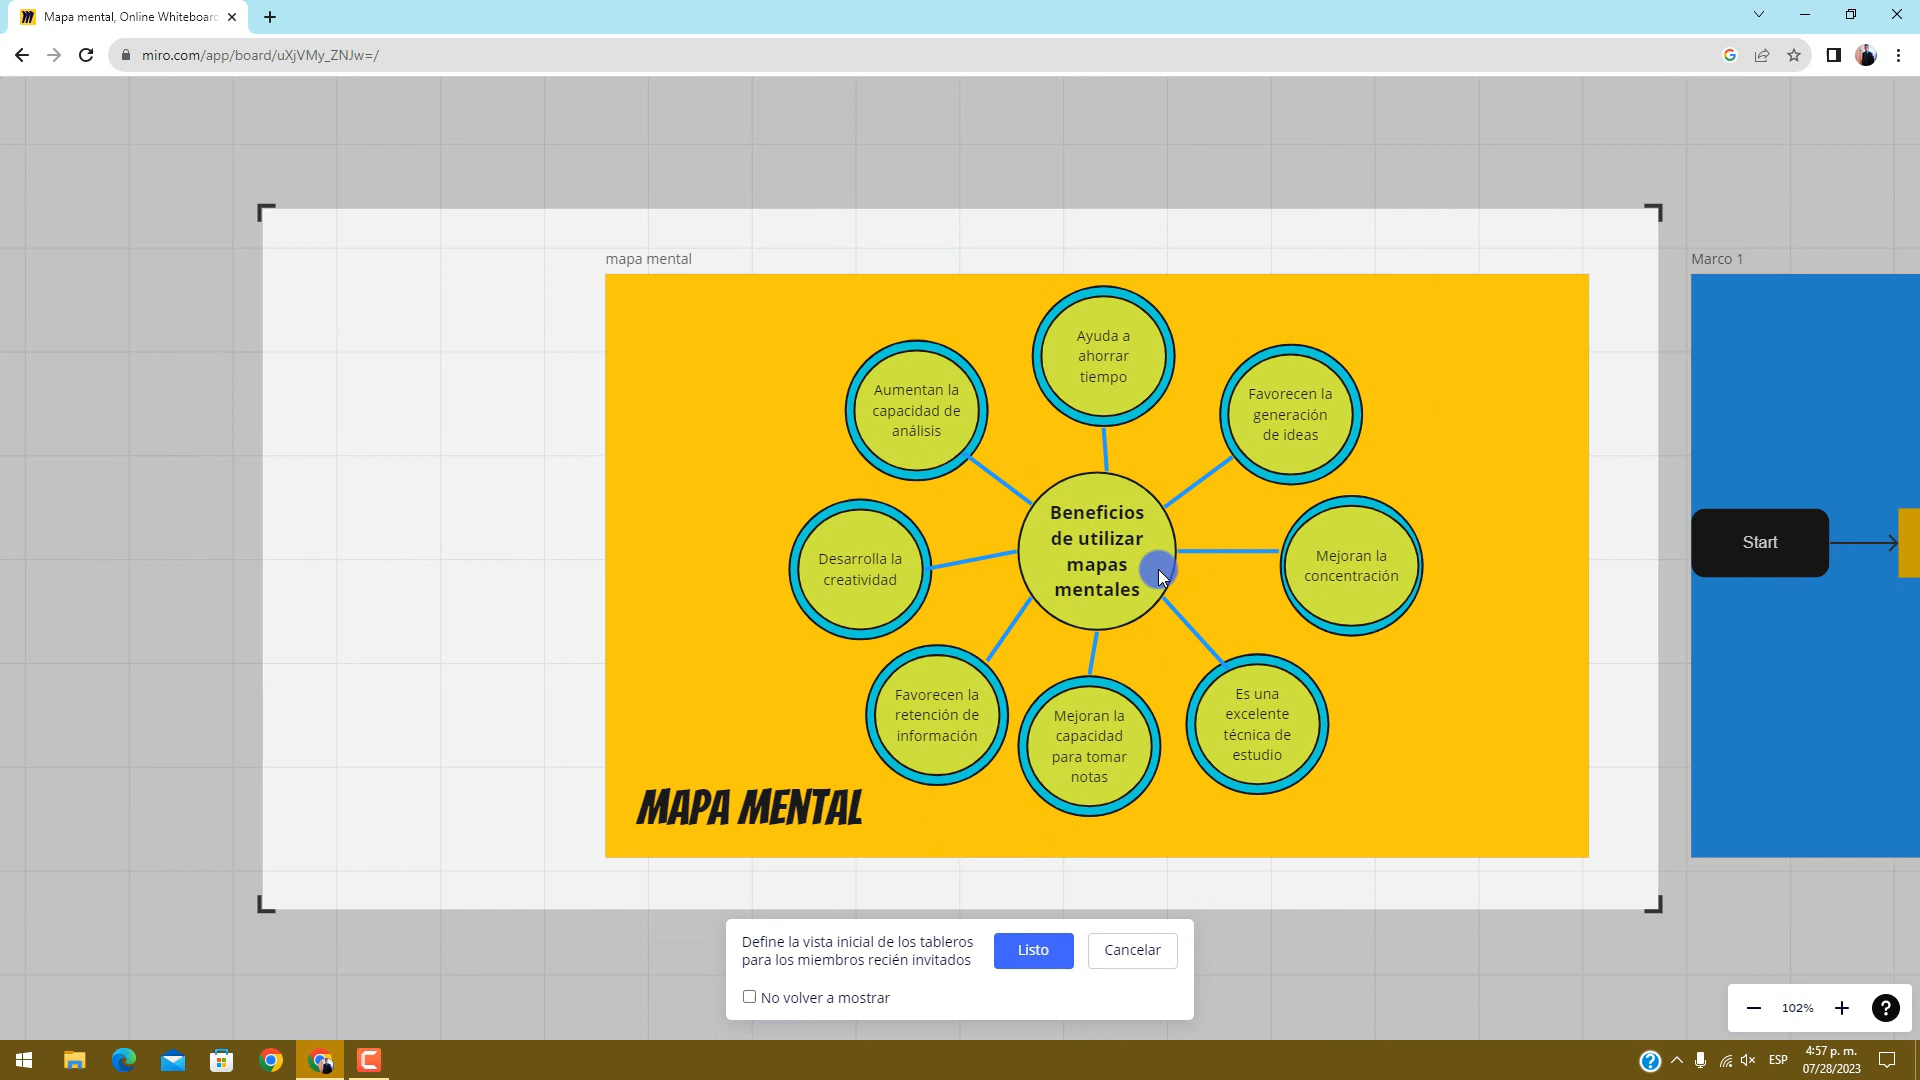 Mapa mental, Online Whiteboard
miro.com/app/board/uXjVMy_ZNJw=/
mapa mental
Marco 1
Ayuda a
ahorrar
tiempo
Aumentan la
capacidad de
análisis
Favorecen la
generación
de ideas
Beneficios
de utilizar
mapas
mentales
Start
Desarrolla la
creatividad
Mejoran la
concentración
Favorecen la
retención de
información
Mejoran la
capacidad
para tomar
notas
Es una
excelente
técnica de
estudio
MAPA MENTAL
Define la vista inicial de los tableros
para los miembros recién invitados
Listo
Cancelar
No volver a mostrar
102%
ESP
4:57 p. m.
07/28/2023